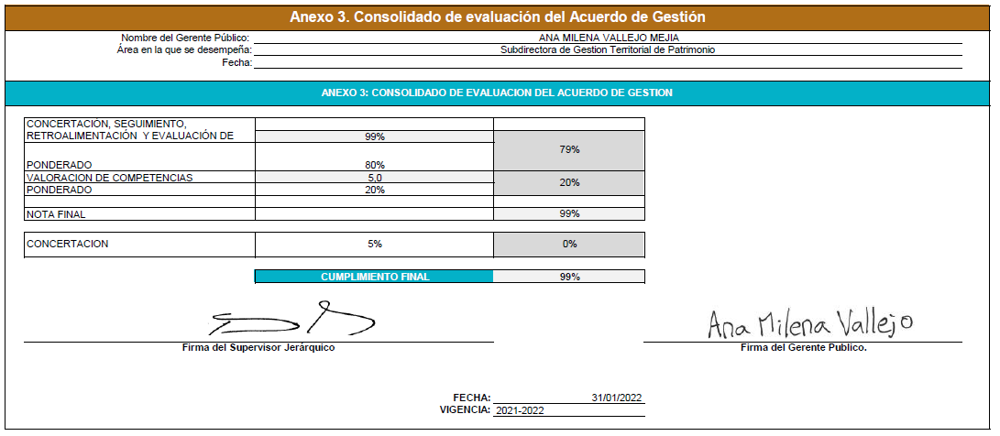 Anexo 3. Consolidado de evaluación del Acuerdo de Gestión
Nombre del Gerente Público: ANA MILENA VALLEJO MEJIA
Área en la que se desempeña: Subdirectora de Gestion Territorial de Patrimonio
Fecha:
ANEXO 3: CONSOLIDADO DE EVALUACION DEL ACUERDO DE GESTION
CONCERTACIÓN, SEGUIMIENTO,
RETROALIMENTACIÓN Y EVALUACIÓN DE 99%
79%
PONDERADO 80%
VALORACION DE COMPETENCIAS 5,0
20%
PONDERADO 20%
NOTA FINAL 99%
CONCERTACION 5% 0%
CUMPLIMIENTO FINAL 99%
Ana Milena Vallejo
Firma del Supervisor Jerárquico Firma del Gerente Publico.
FECHA: 31/01/2022
VIGENCIA: 2021-2022